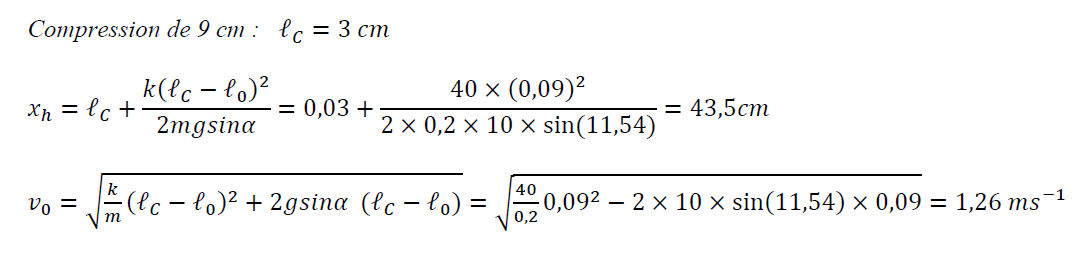 Compression de 9 cm : ℓ_C = 3 cm
x_h = ℓ_C + k(ℓ_C − ℓ_0)² / 2mgsinα = 0,03 + 40 × (0,09)² / 2 × 0,2 × 10 × sin(11,54) = 43,5cm
v_0 = √(k/m (ℓ_C − ℓ_0)² + 2gsinα (ℓ_C − ℓ_0)) = √(40/0,2 0,09² − 2 × 10 × sin(11,54) × 0,09) = 1,26 ms⁻¹